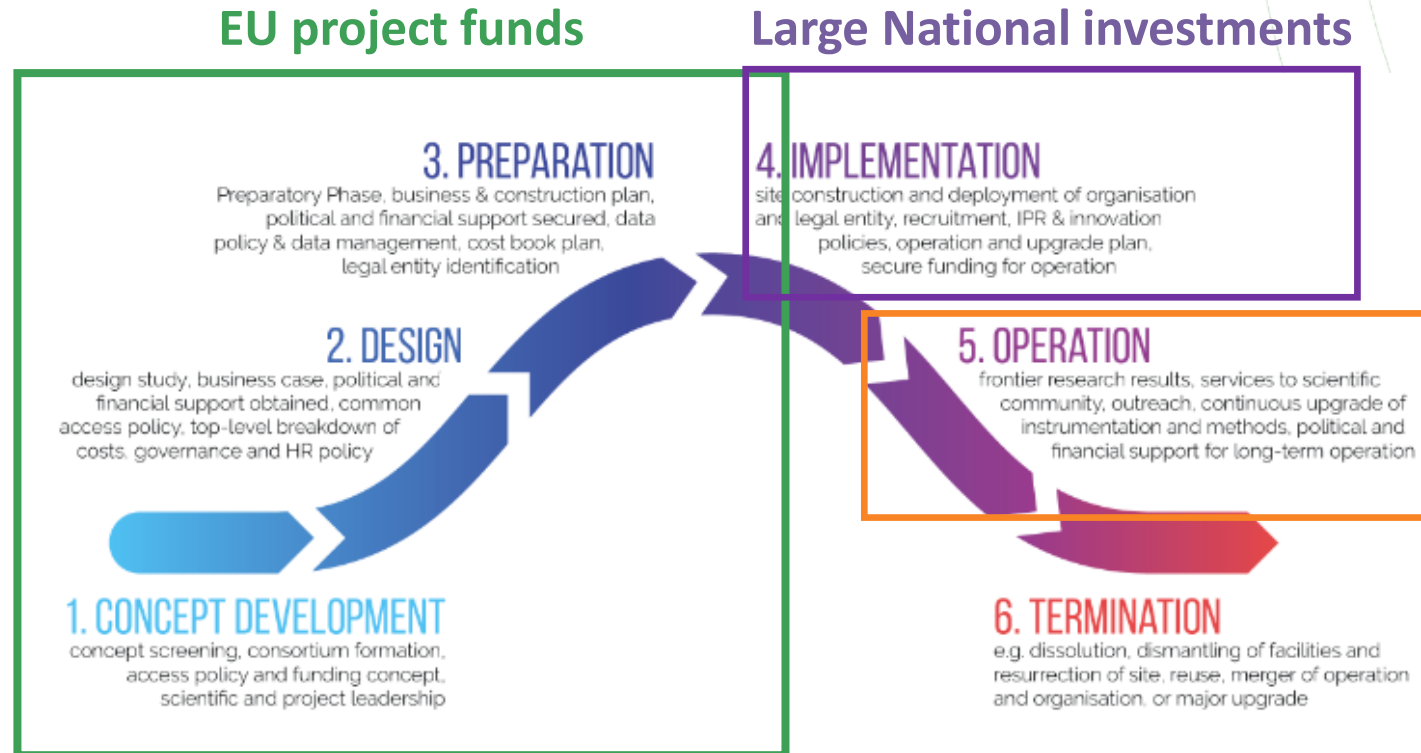 EU project funds
Large National investments
3. PREPARATION
Preparatory Phase, business & construction plan,
political and financial support secured, data
policy & data management, cost book plan,
legal entity identification
4. IMPLEMENTATION
site construction and deployment of organisation
and legal entity, recruitment, IPR & innovation
policies, operation and upgrade plan,
secure funding for operation
2. DESIGN
design study, business case, political and
financial support obtained, common
access policy, top-level breakdown of
costs, governance and HR policy
5. OPERATION
frontier research results, services to scientific
community, outreach, continuous upgrade of
instrumentation and methods, political and
financial support for long-term operation
1. CONCEPT DEVELOPMENT
concept screening, consortium formation,
access policy and funding concept,
scientific and project leadership
6. TERMINATION
e.g. dissolution, dismantling of facilities and
resurrection of site, reuse, merger of operation
and organisation, or major upgrade